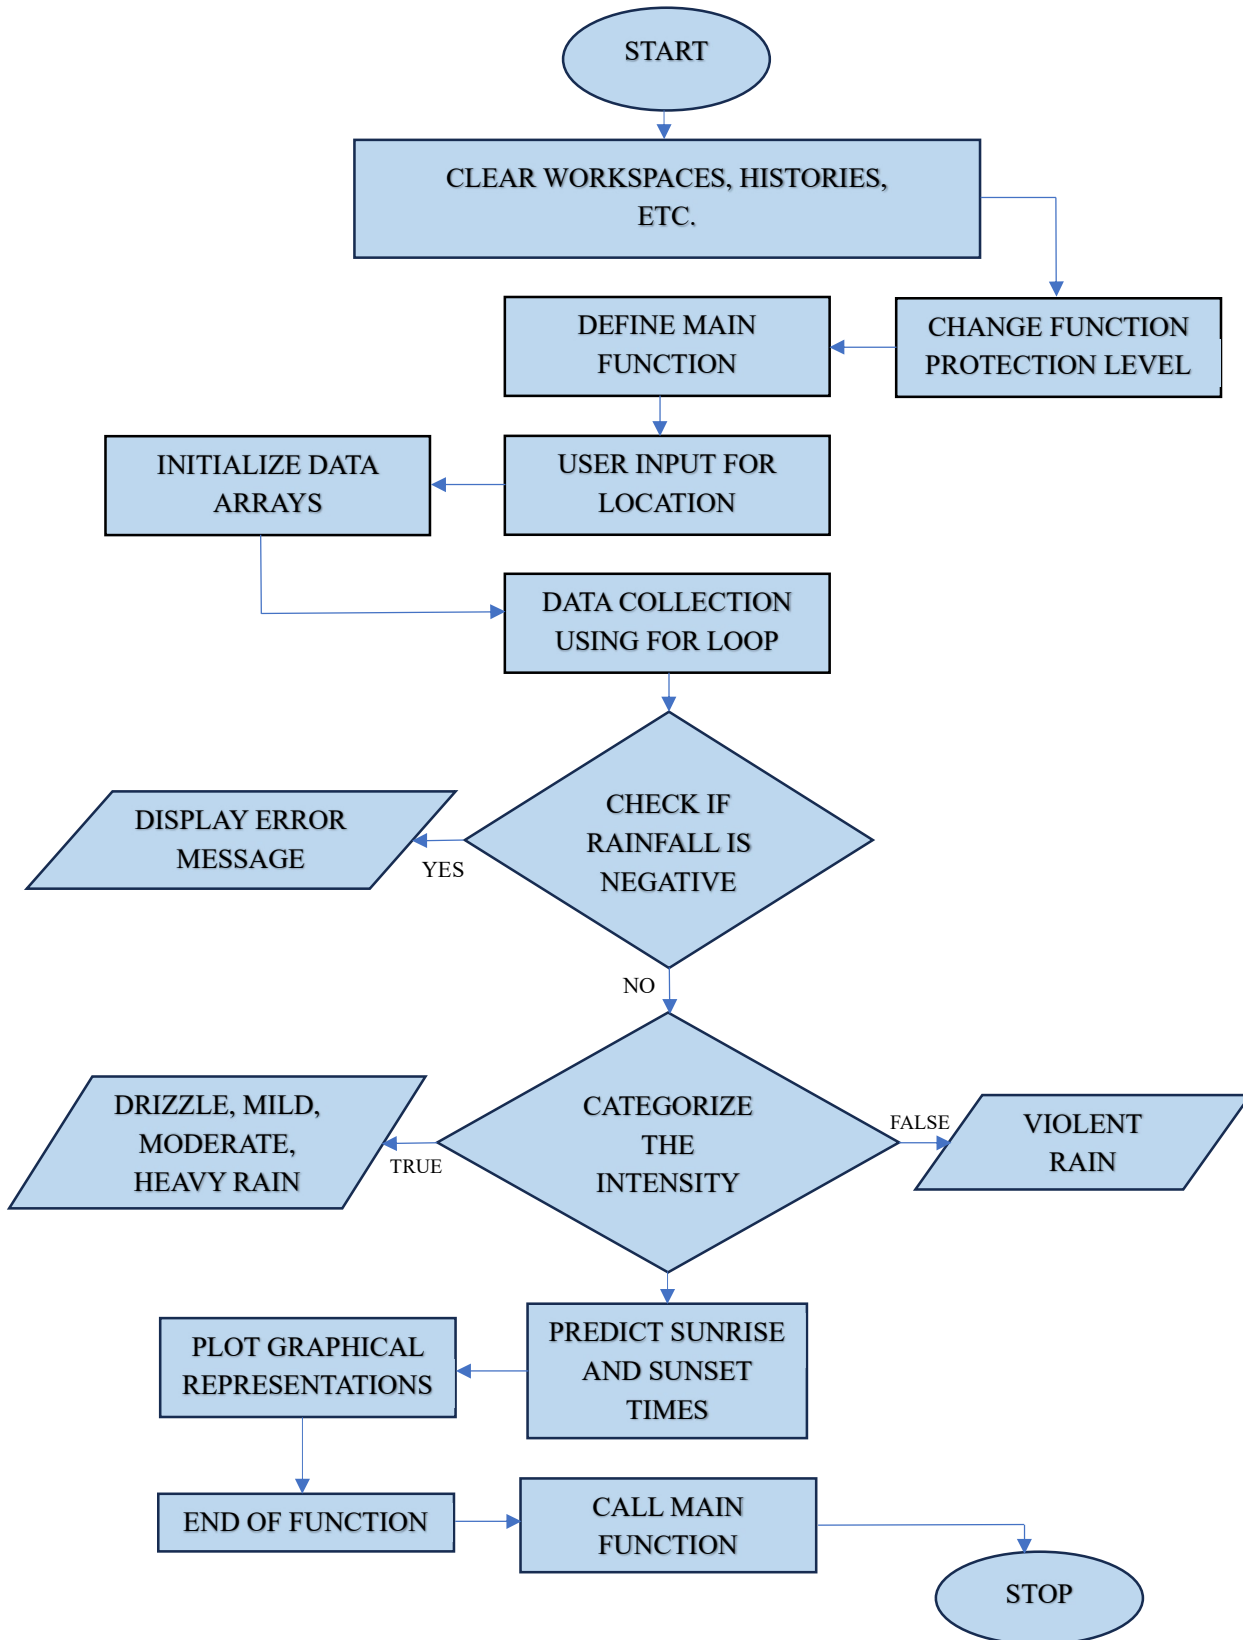 START
CLEAR WORKSPACES, HISTORIES,
ETC.
CHANGE FUNCTION
PROTECTION LEVEL
DEFINE MAIN
FUNCTION
USER INPUT FOR
LOCATION
INITIALIZE DATA
ARRAYS
DATA COLLECTION
USING FOR LOOP
CHECK IF
RAINFALL IS
NEGATIVE
YES
DISPLAY ERROR
MESSAGE
NO
CATEGORIZE
THE
INTENSITY
TRUE
DRIZZLE, MILD,
MODERATE,
HEAVY RAIN
FALSE
VIOLENT
RAIN
PREDICT SUNRISE
AND SUNSET
TIMES
PLOT GRAPHICAL
REPRESENTATIONS
END OF FUNCTION
CALL MAIN
FUNCTION
STOP